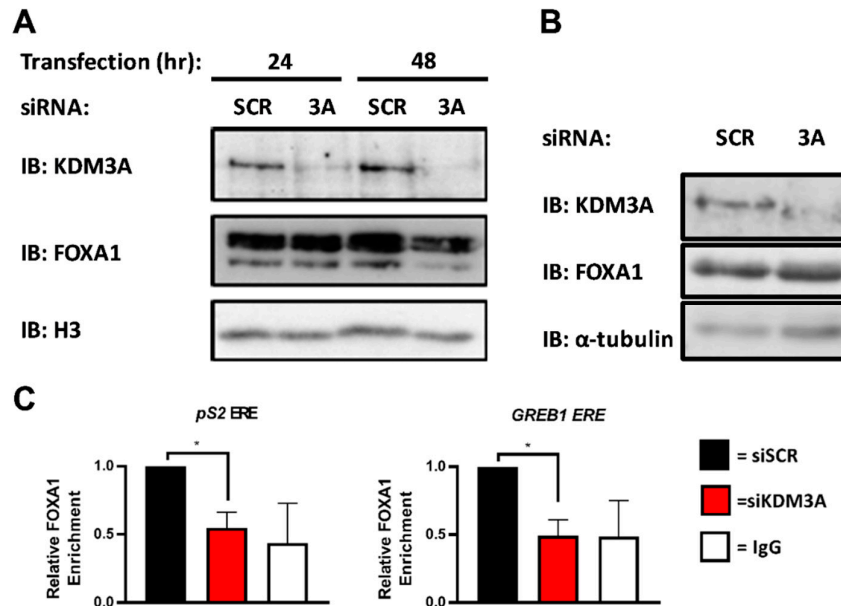 A
Transfection (hr): 24 48
siRNA: SCR 3A SCR 3A
IB: KDM3A
IB: FOXA1
IB: H3
B
siRNA: SCR 3A
IB: KDM3A
IB: FOXA1
IB: α-tubulin
C
pS2 ERE
Relative FOXA1
Enrichment
1.0
0.5
0.0
*
GREB1 ERE
Relative FOXA1
Enrichment
1.0
0.5
0.0
*
= siSCR
=siKDM3A
= IgG